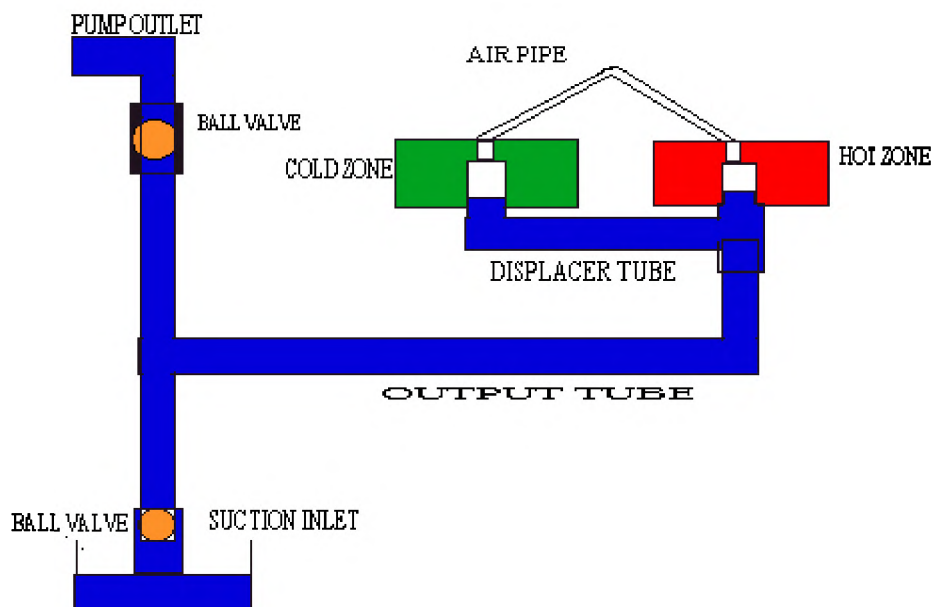 PUMP OUTLET
AIR PIPE
BALL VALVE
COLD ZONE
HOT ZONE
DISPLACER TUBE
OUTPUT TUBE
BALL VALVE
SUCTION INLET